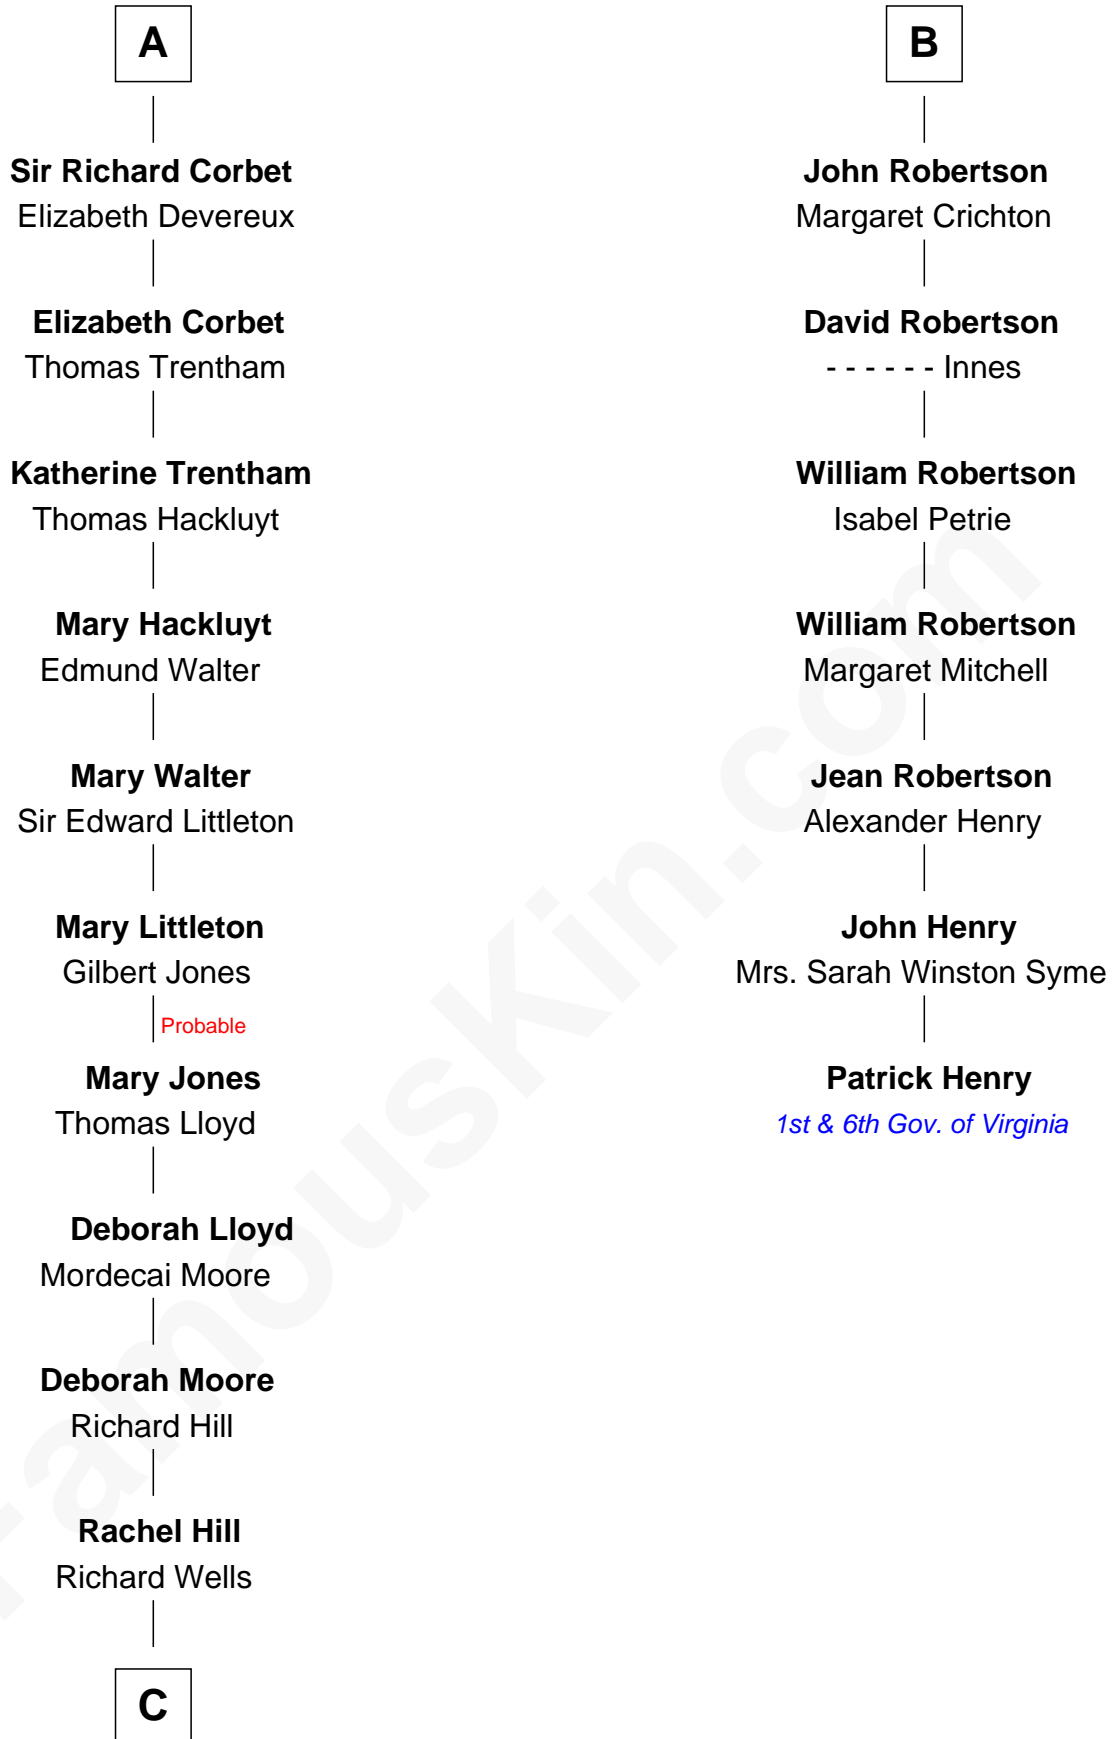 A
Sir Richard Corbet
Elizabeth Devereux
Elizabeth Corbet
Thomas Trentham
Katherine Trentham
Thomas Hackluyt
Mary Hackluyt
Edmund Walter
Mary Walter
Sir Edward Littleton
Mary Littleton
Gilbert Jones
Probable
Mary Jones
Thomas Lloyd
Deborah Lloyd
Mordecai Moore
Deborah Moore
Richard Hill
Rachel Hill
Richard Wells
C
B
John Robertson
Margaret Crichton
David Robertson
- - - - - - Innes
William Robertson
Isabel Petrie
William Robertson
Margaret Mitchell
Jean Robertson
Alexander Henry
John Henry
Mrs. Sarah Winston Syme
Patrick Henry
1st & 6th Gov. of Virginia
FamousKin.com